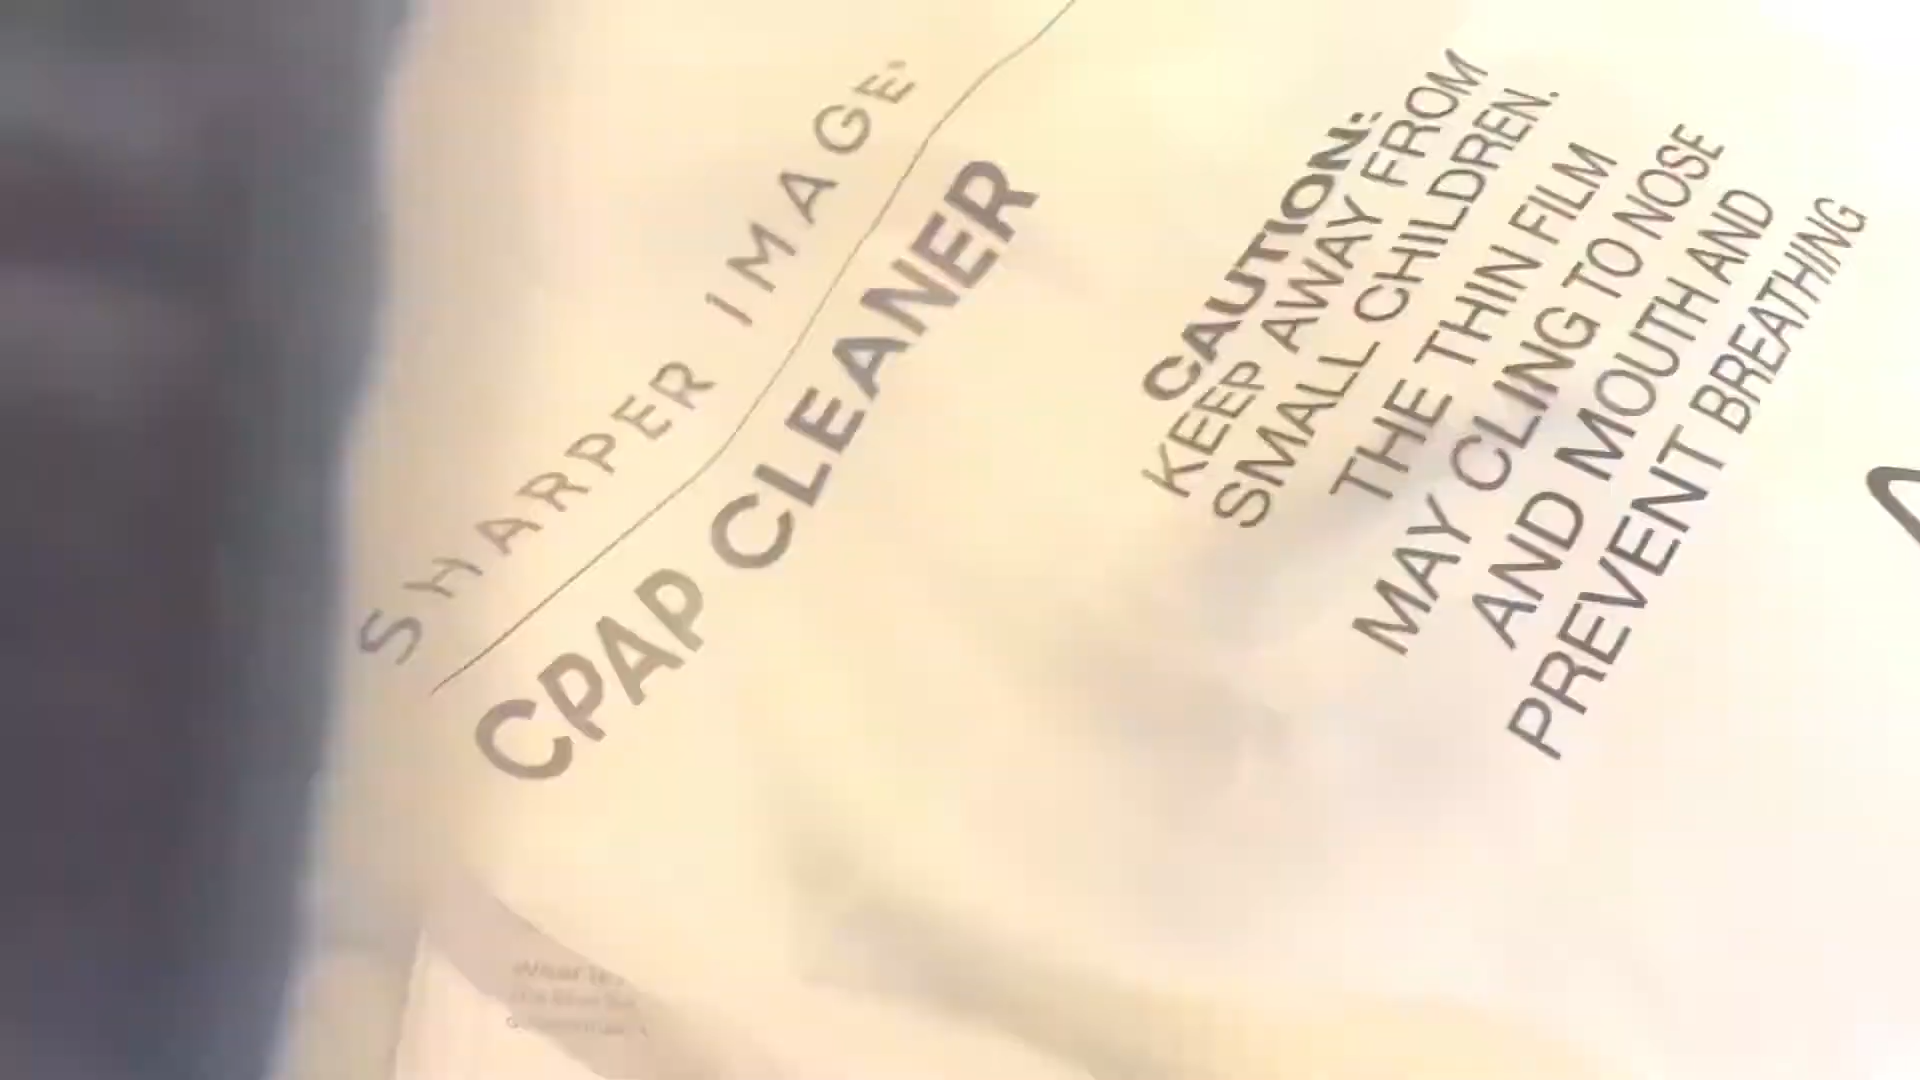 SHARPER IMAGE
CPAP CLEANER
CAUTION:
KEEP AWAY FROM
SMALL CHILDREN.
THE THIN FILM
MAY CLING TO NOSE
AND MOUTH AND
PREVENT BREATHING